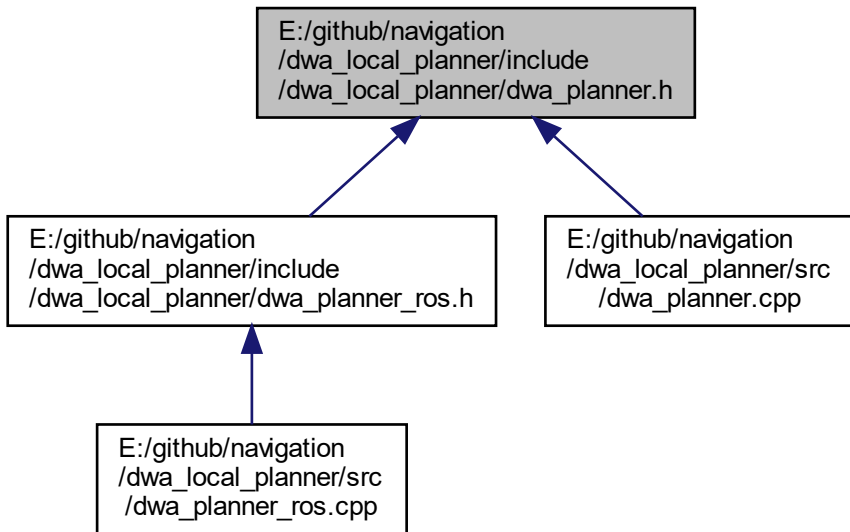 E:/github/navigation
/dwa_local_planner/include
/dwa_local_planner/dwa_planner.h
E:/github/navigation
/dwa_local_planner/include
/dwa_local_planner/dwa_planner_ros.h
E:/github/navigation
/dwa_local_planner/src
/dwa_planner.cpp
E:/github/navigation
/dwa_local_planner/src
/dwa_planner_ros.cpp